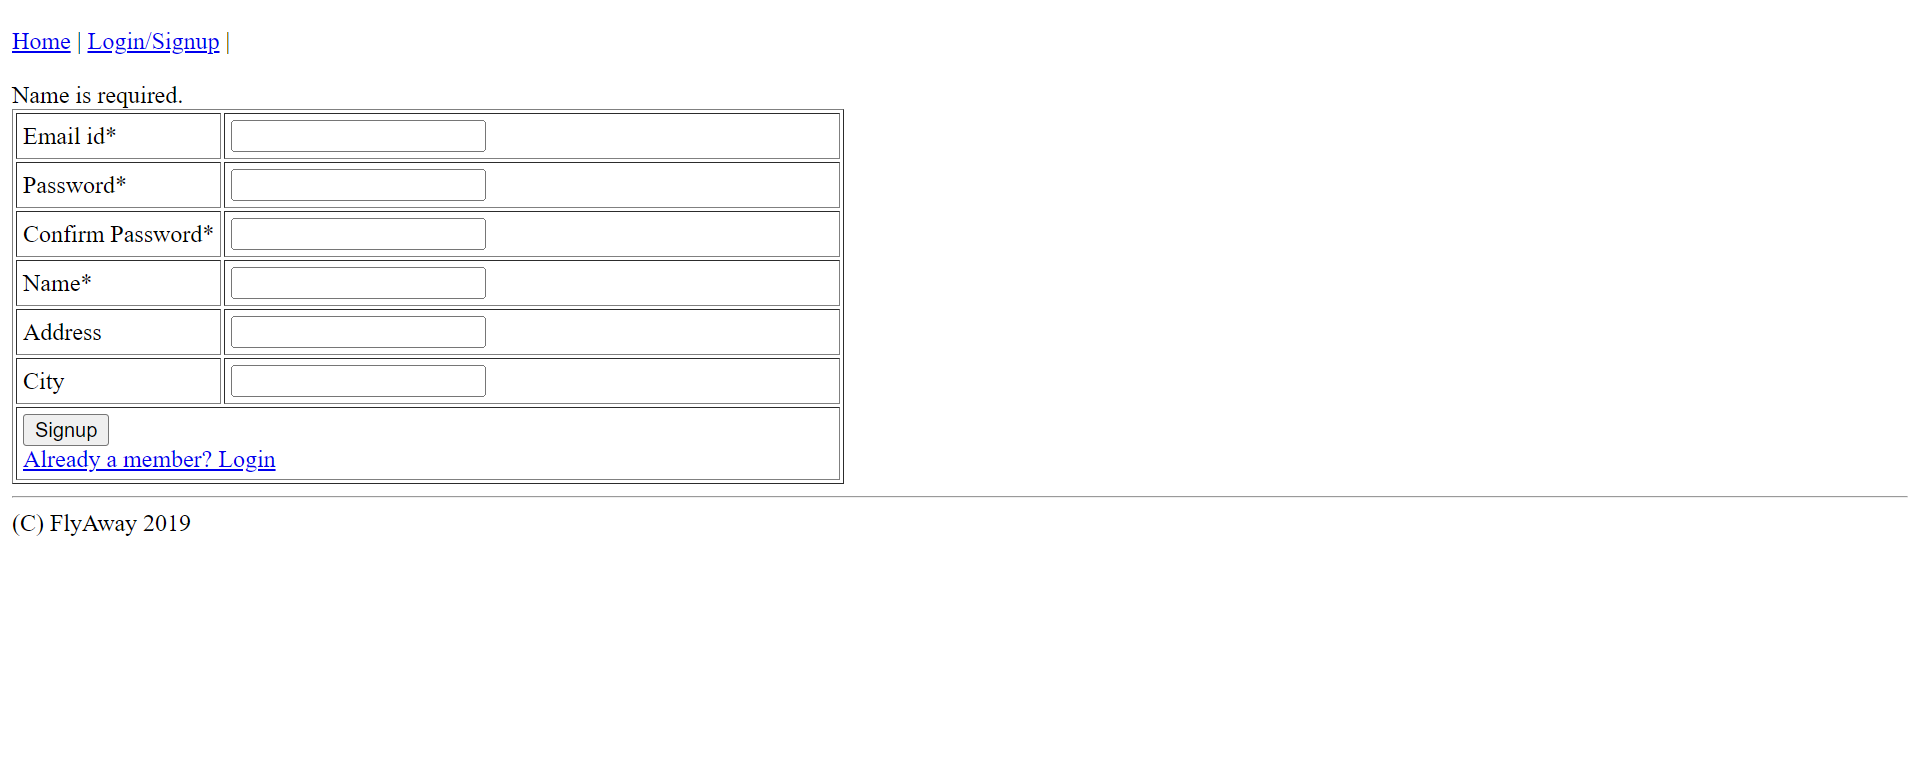 Home | Login/Signup |
Name is required.
Email id*
Password*
Confirm Password*
Name*
Address
City
Signup
Already a member? Login
(C) FlyAway 2019